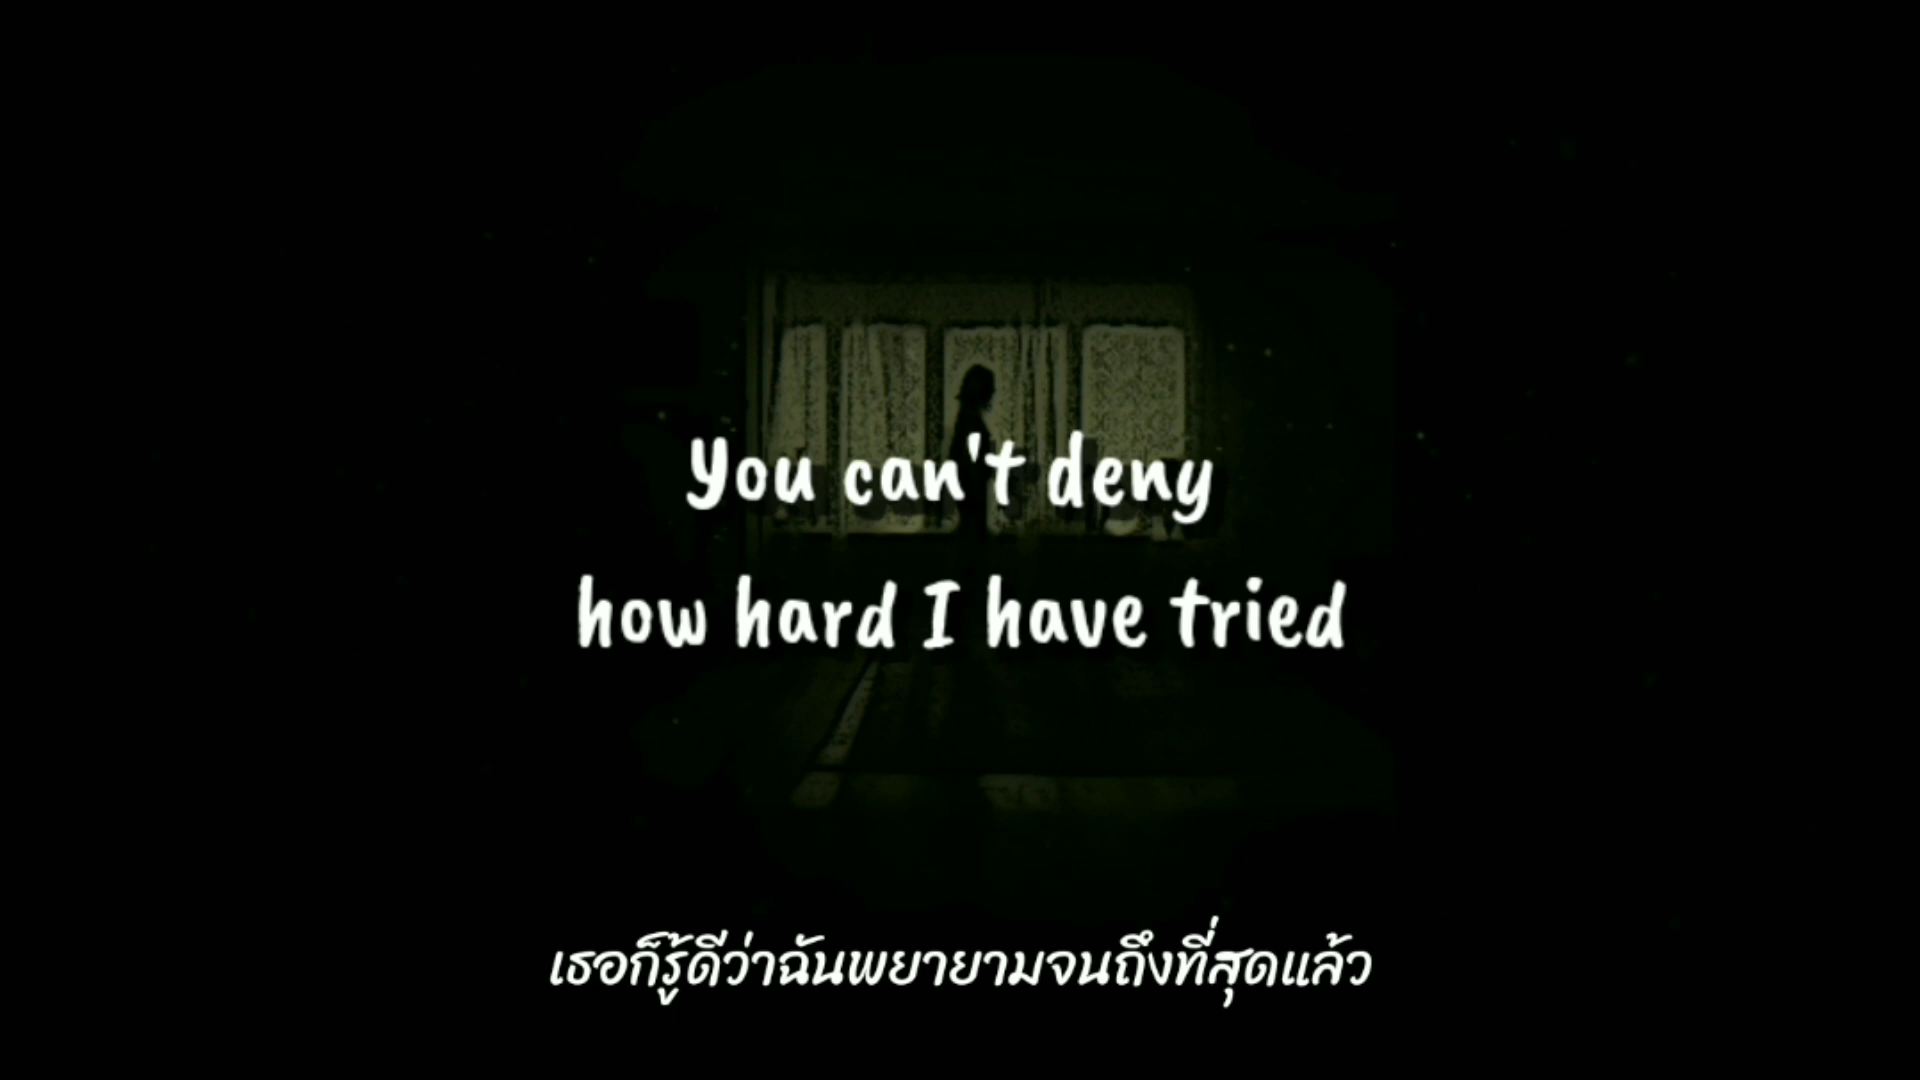 You can't deny
how hard I have tried
เธอก็รู้ดีว่าฉันพยายามจนถึงที่สุดแล้ว